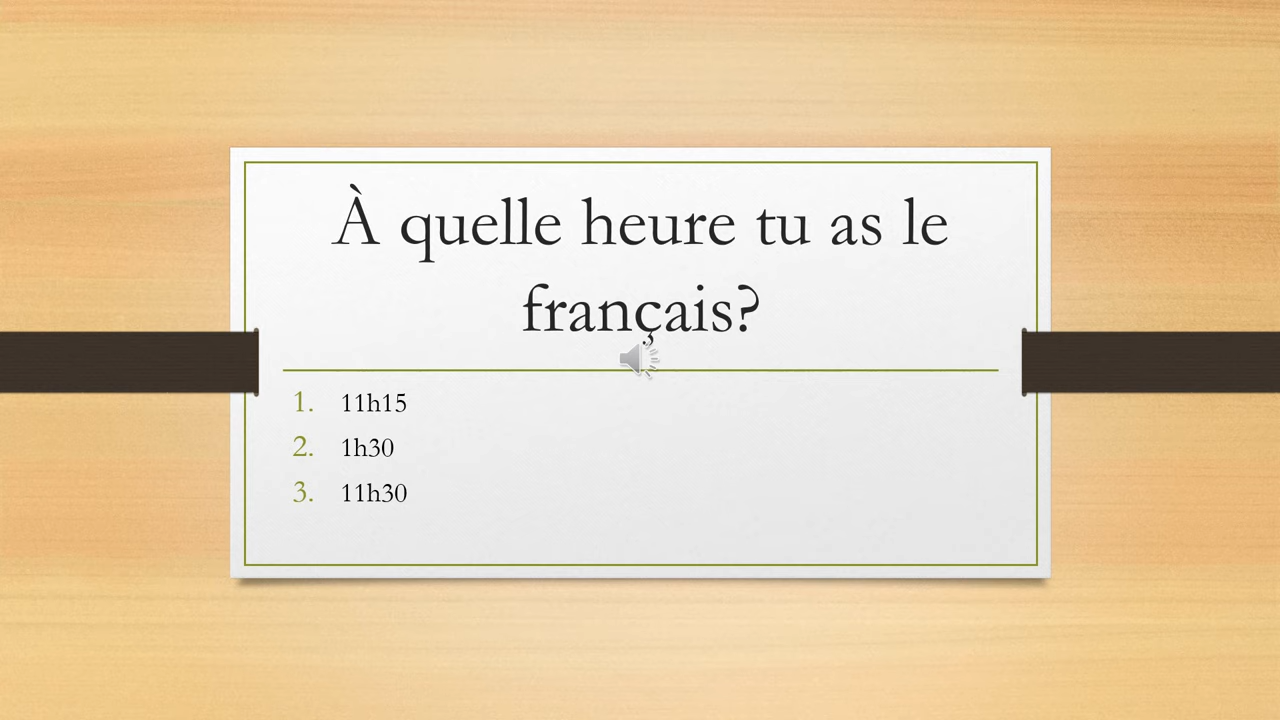 À quelle heure tu as le
français?
1. 11h15
2. 1h30
3. 11h30